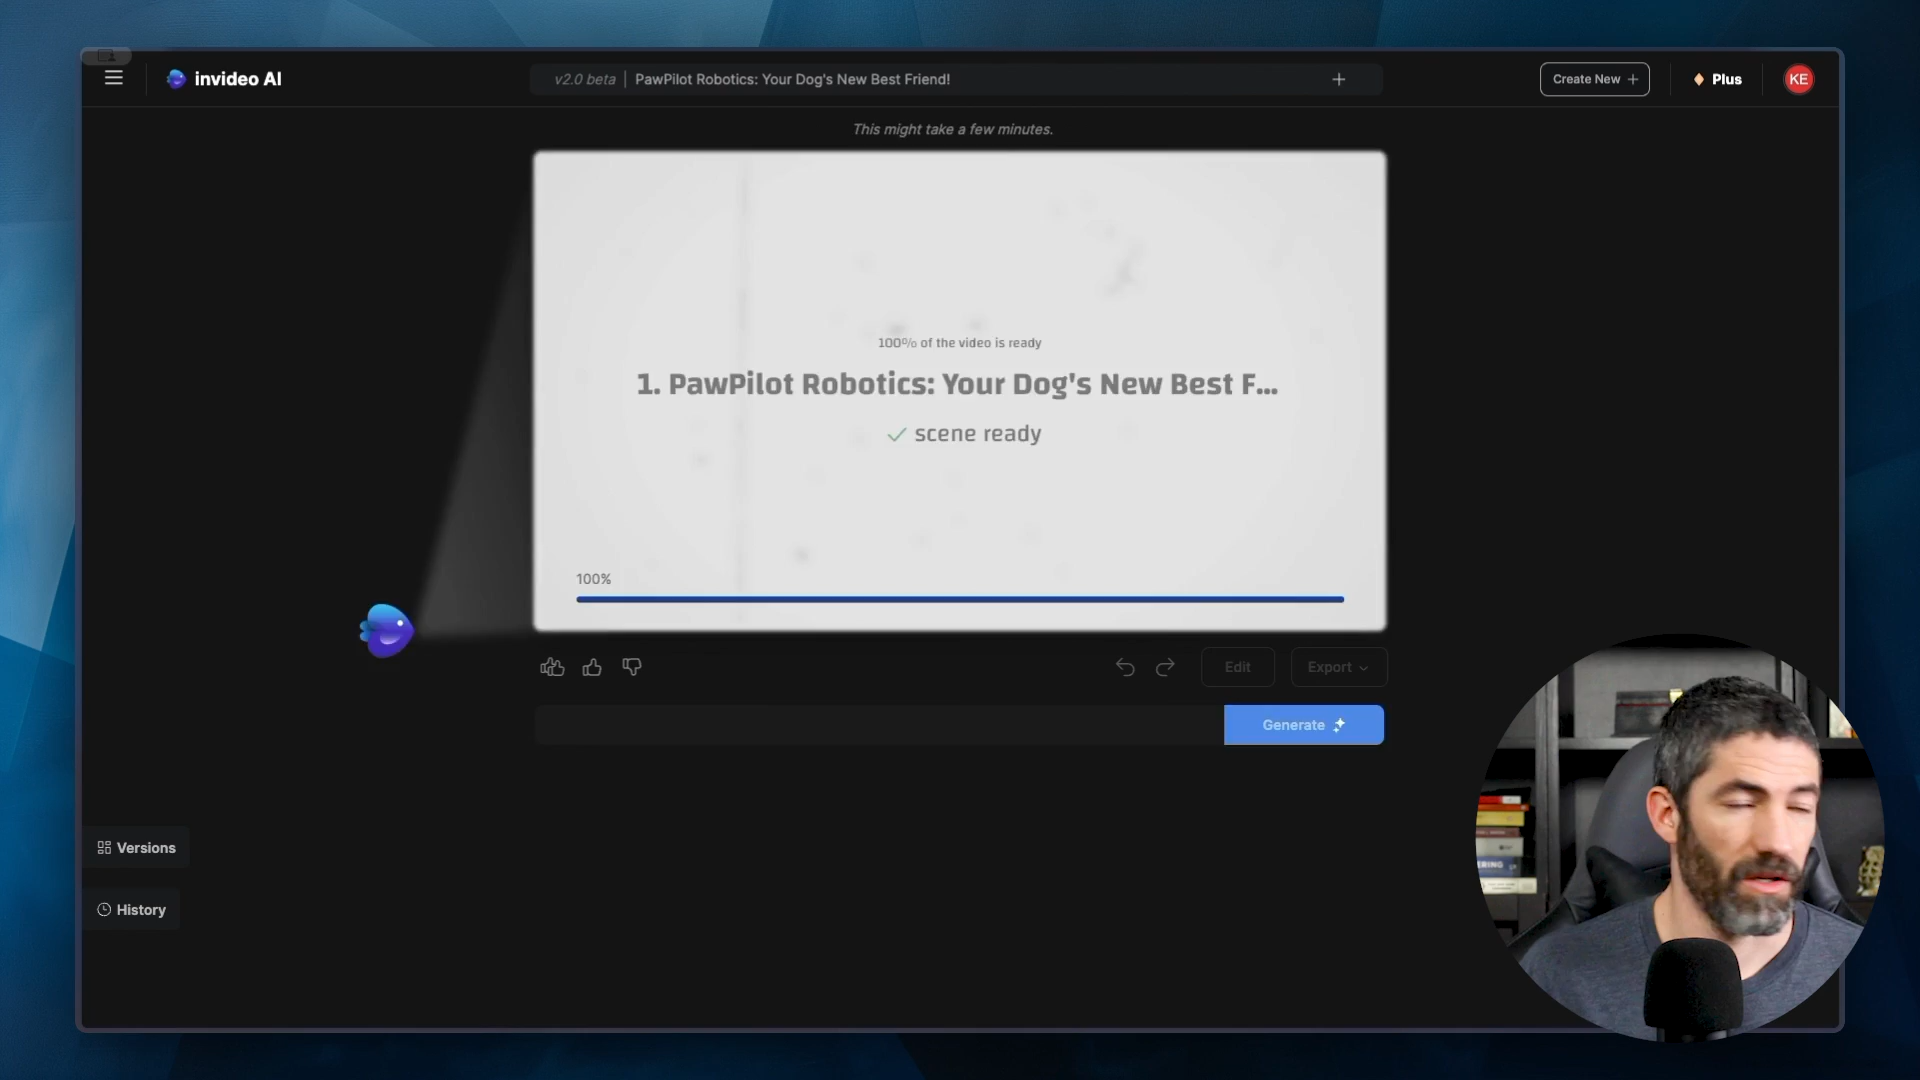 invideo AI
v2.0 beta | PawPilot Robotics: Your Dog's New Best Friend!
Create New
Plus
KE
This might take a few minutes.
100% of the video is ready
1. PawPilot Robotics: Your Dog's New Best F...
scene ready
100%
Edit
Export
Generate
Versions
History